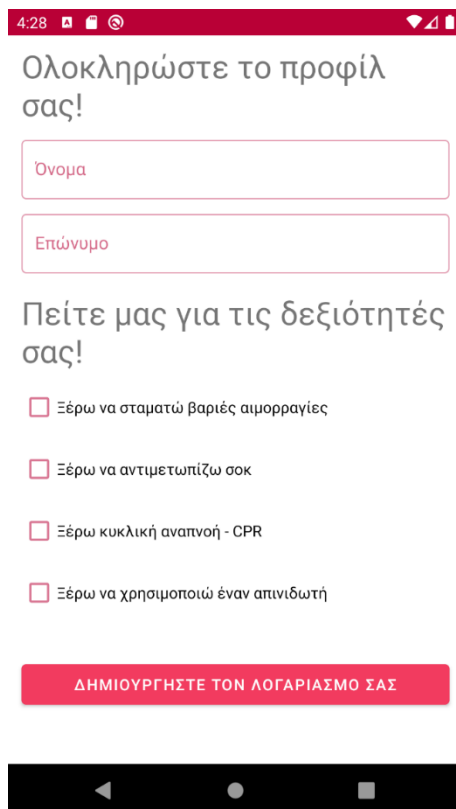 4:28
Ολοκληρώστε το προφίλ
σας!
Όνομα
Επώνυμο
Πείτε μας για τις δεξιότητές
σας!
Ξέρω να σταματώ βαριές αιμορραγίες
Ξέρω να αντιμετωπίζω σοκ
Ξέρω κυκλική αναπνοή - CPR
Ξέρω να χρησιμοποιώ έναν απινιδωτή
ΔΗΜΙΟΥΡΓΗΣΤΕ ΤΟΝ ΛΟΓΑΡΙΑΣΜΟ ΣΑΣ